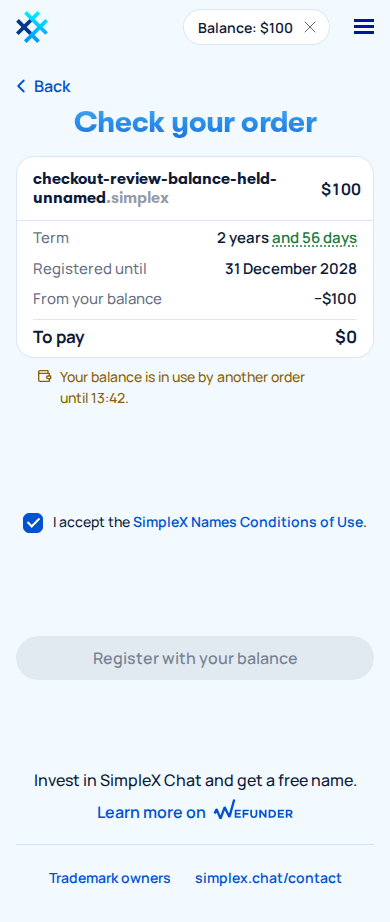 Balance: $100
Back
Check your order
checkout-review-balance-held-
unnamed.simplex
$100
Term
2 years and 56 days
Registered until
31 December 2028
From your balance
−$100
To pay
$0
Your balance is in use by another order
until 13:42.
I accept the SimpleX Names Conditions of Use.
Register with your balance
Invest in SimpleX Chat and get a free name.
Learn more on WEFUNDER
Trademark owners
simplex.chat/contact